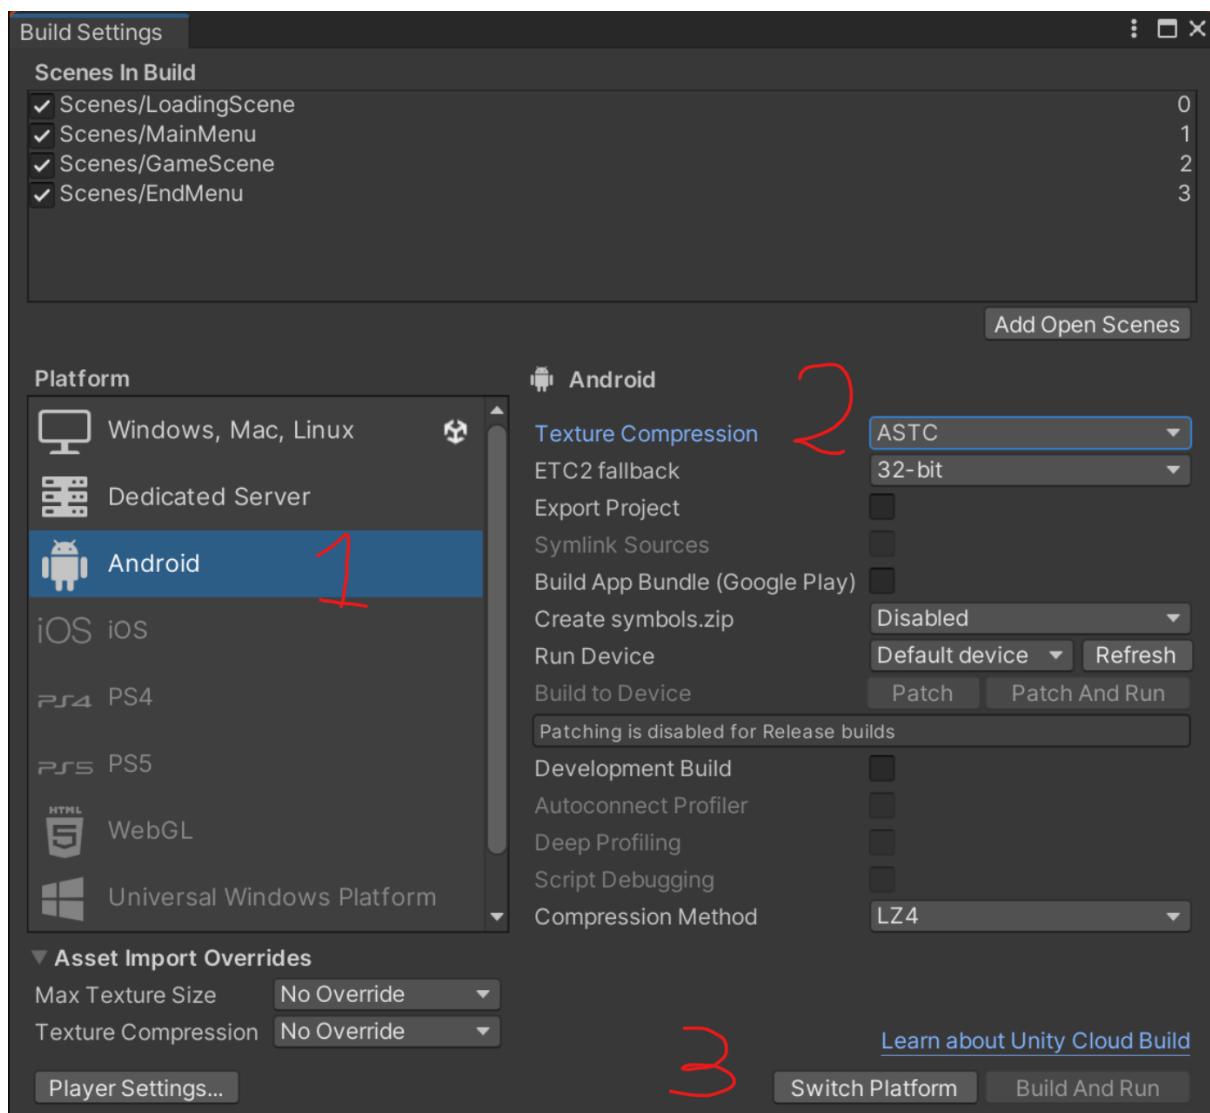 Build Settings
Scenes In Build
Scenes/LoadingScene 0
Scenes/MainMenu 1
Scenes/GameScene 2
Scenes/EndMenu 3
Add Open Scenes
Platform
Windows, Mac, Linux
Dedicated Server
Android 1
iOS iOS
PS4 PS4
PS5 PS5
HTML
5 WebGL
Universal Windows Platform
Android
2
Texture Compression ASTC
ETC2 fallback 32-bit
Export Project
Symlink Sources
Build App Bundle (Google Play)
Create symbols.zip Disabled
Run Device Default device Refresh
Build to Device Patch Patch And Run
Patching is disabled for Release builds
Development Build
Autoconnect Profiler
Deep Profiling
Script Debugging
Compression Method LZ4
Asset Import Overrides
Max Texture Size No Override
Texture Compression No Override
Learn about Unity Cloud Build
3
Player Settings... Switch Platform Build And Run